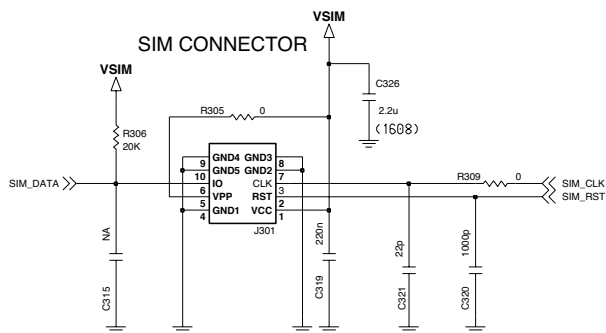 VSIM
SIM CONNECTOR
VSIM
C326
R305 0
2.2u
(1608)
R306
20K
GND4 GND3
9 8
GND5 GND2
10 7
SIM_DATA IO CLK R309 0 SIM_CLK
6 3
VPP RST SIM_RST
5 2
GND1 VCC
4 1
J301
NA 220n 22p 1000p
C315 C319 C321 C320